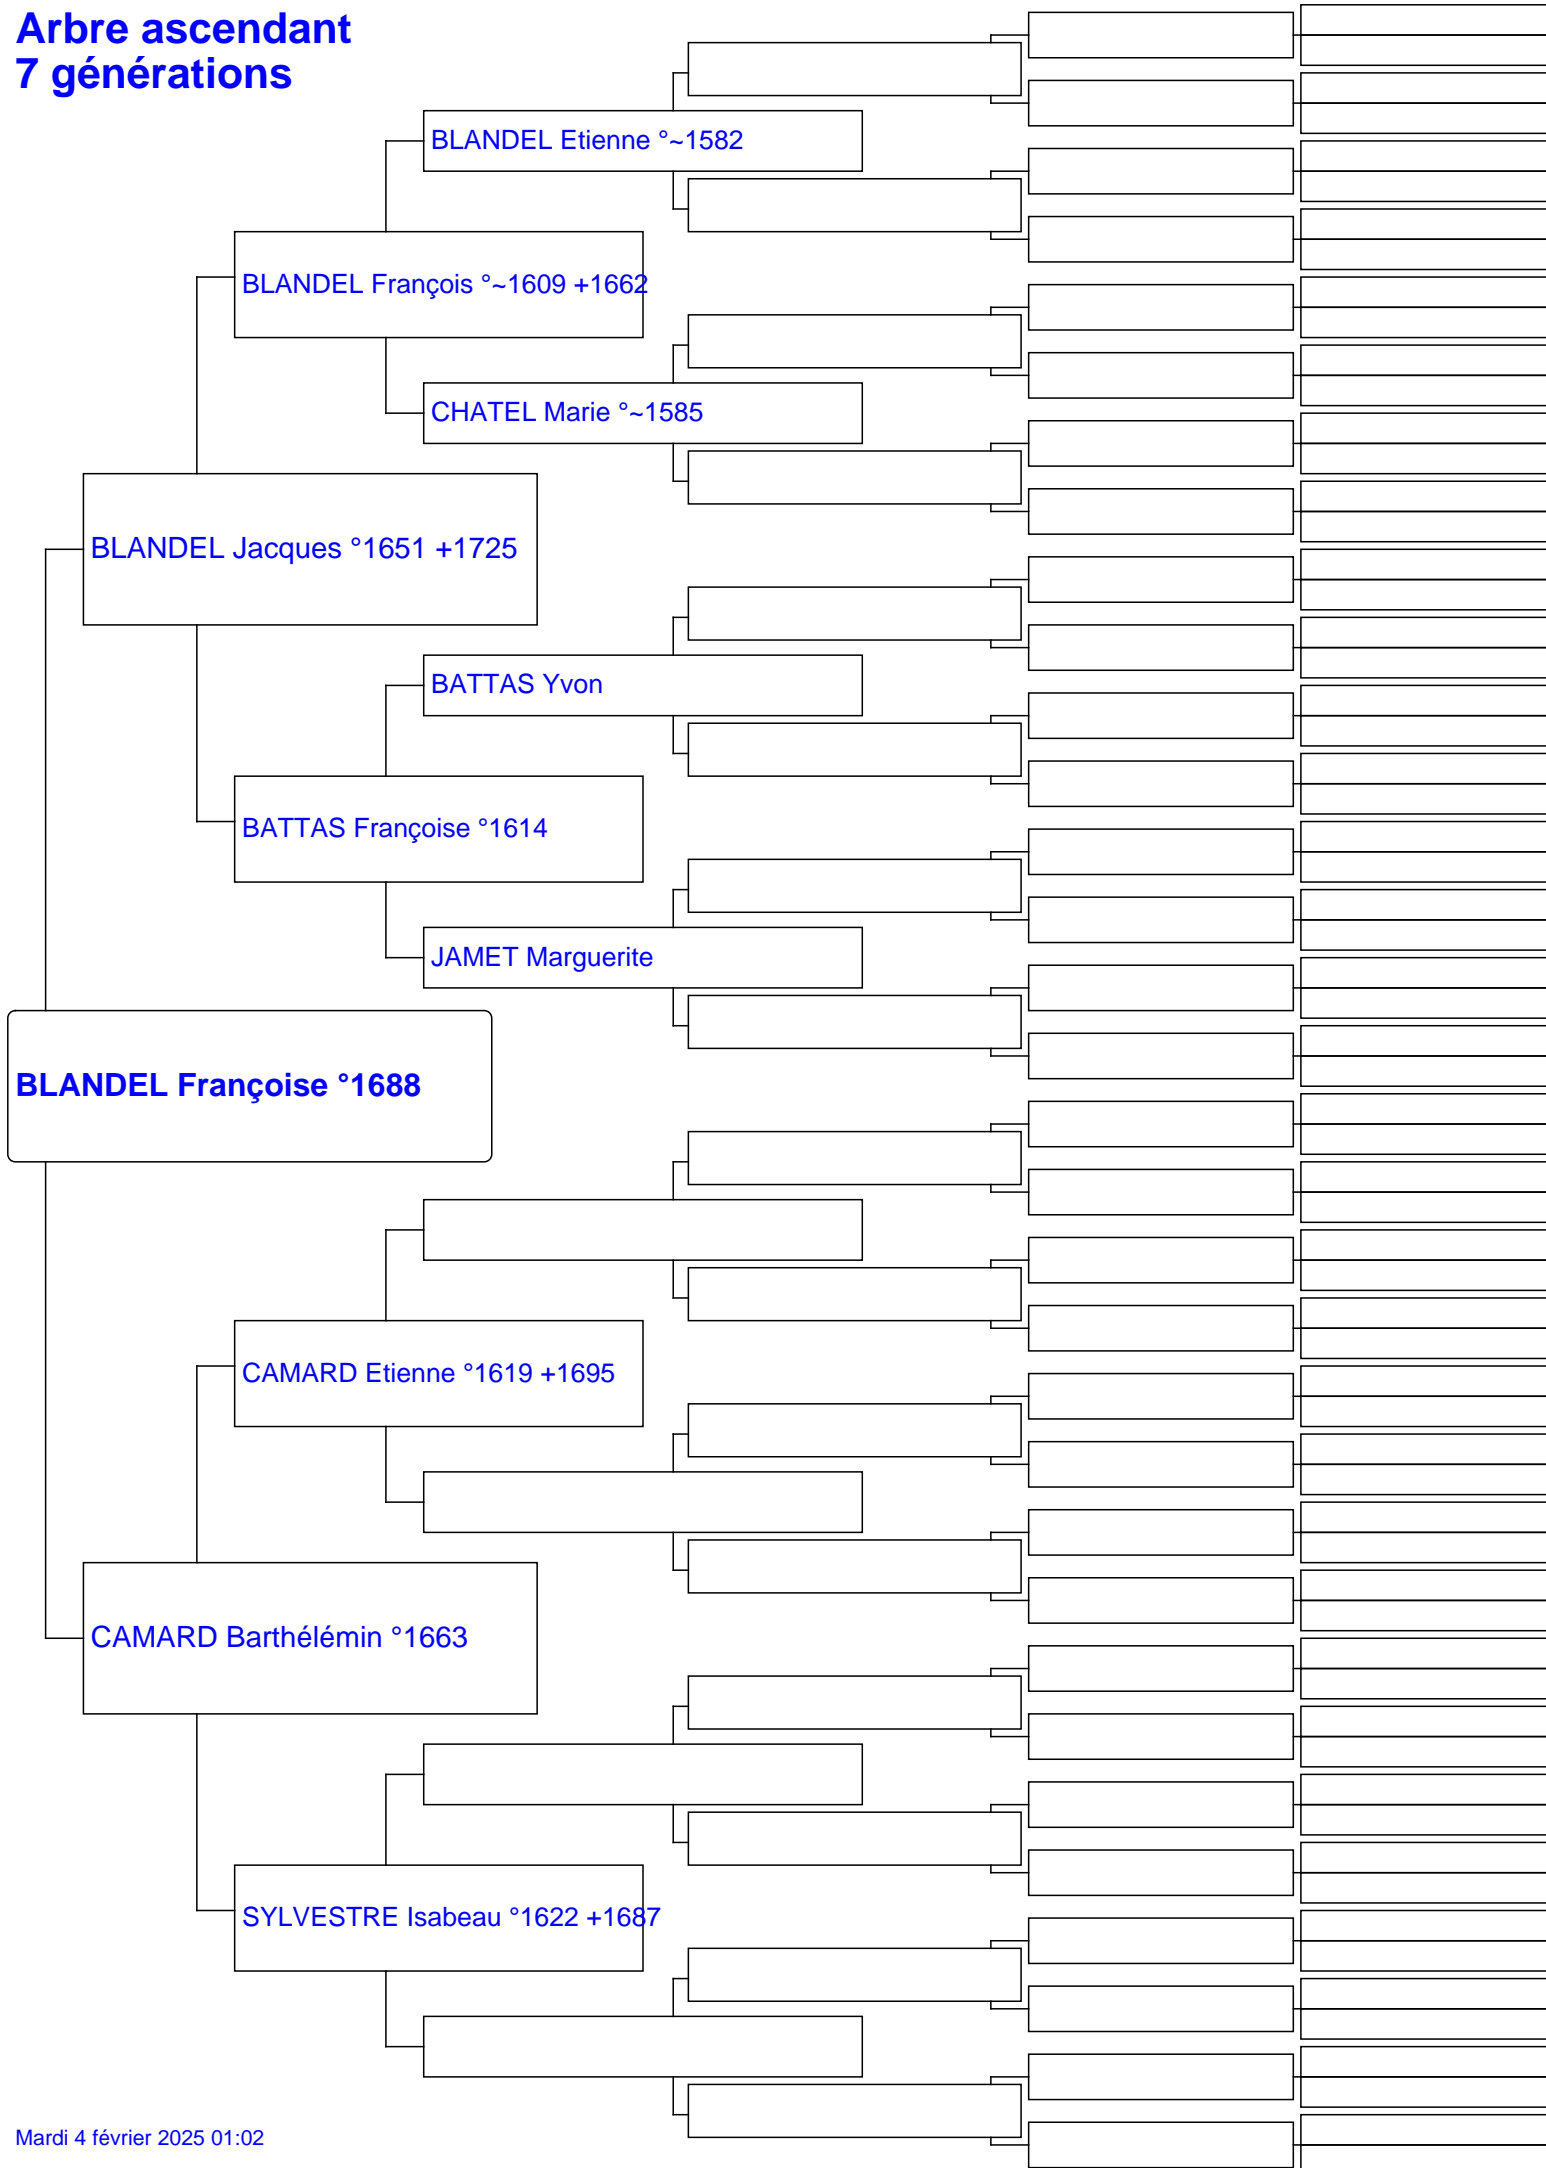 Arbre ascendant
7 générations
BLANDEL Etienne °~1582
BLANDEL François °~1609 +1662
CHATEL Marie °~1585
BLANDEL Jacques °1651 +1725
BATTAS Yvon
BATTAS Françoise °1614
JAMET Marguerite
BLANDEL Françoise °1688
CAMARD Etienne °1619 +1695
CAMARD Barthélémin °1663
SYLVESTRE Isabeau °1622 +1687
Mardi 4 février 2025 01:02